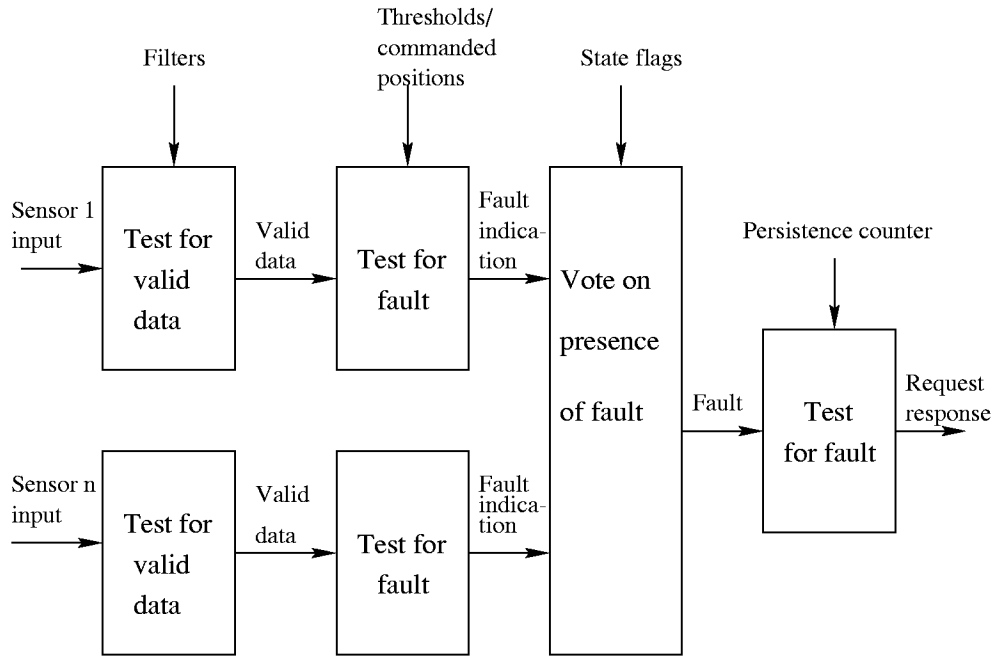 Thresholds/
commanded
positions
Filters
State flags
Sensor 1
input
Test for
valid
data
Valid
data
Test for
fault
Fault
indica-
tion
Vote on
presence
of fault
Persistence counter
Fault
Test
for fault
Request
response
Sensor n
input
Test for
valid
data
Valid
data
Test for
fault
Fault
indica-
tion